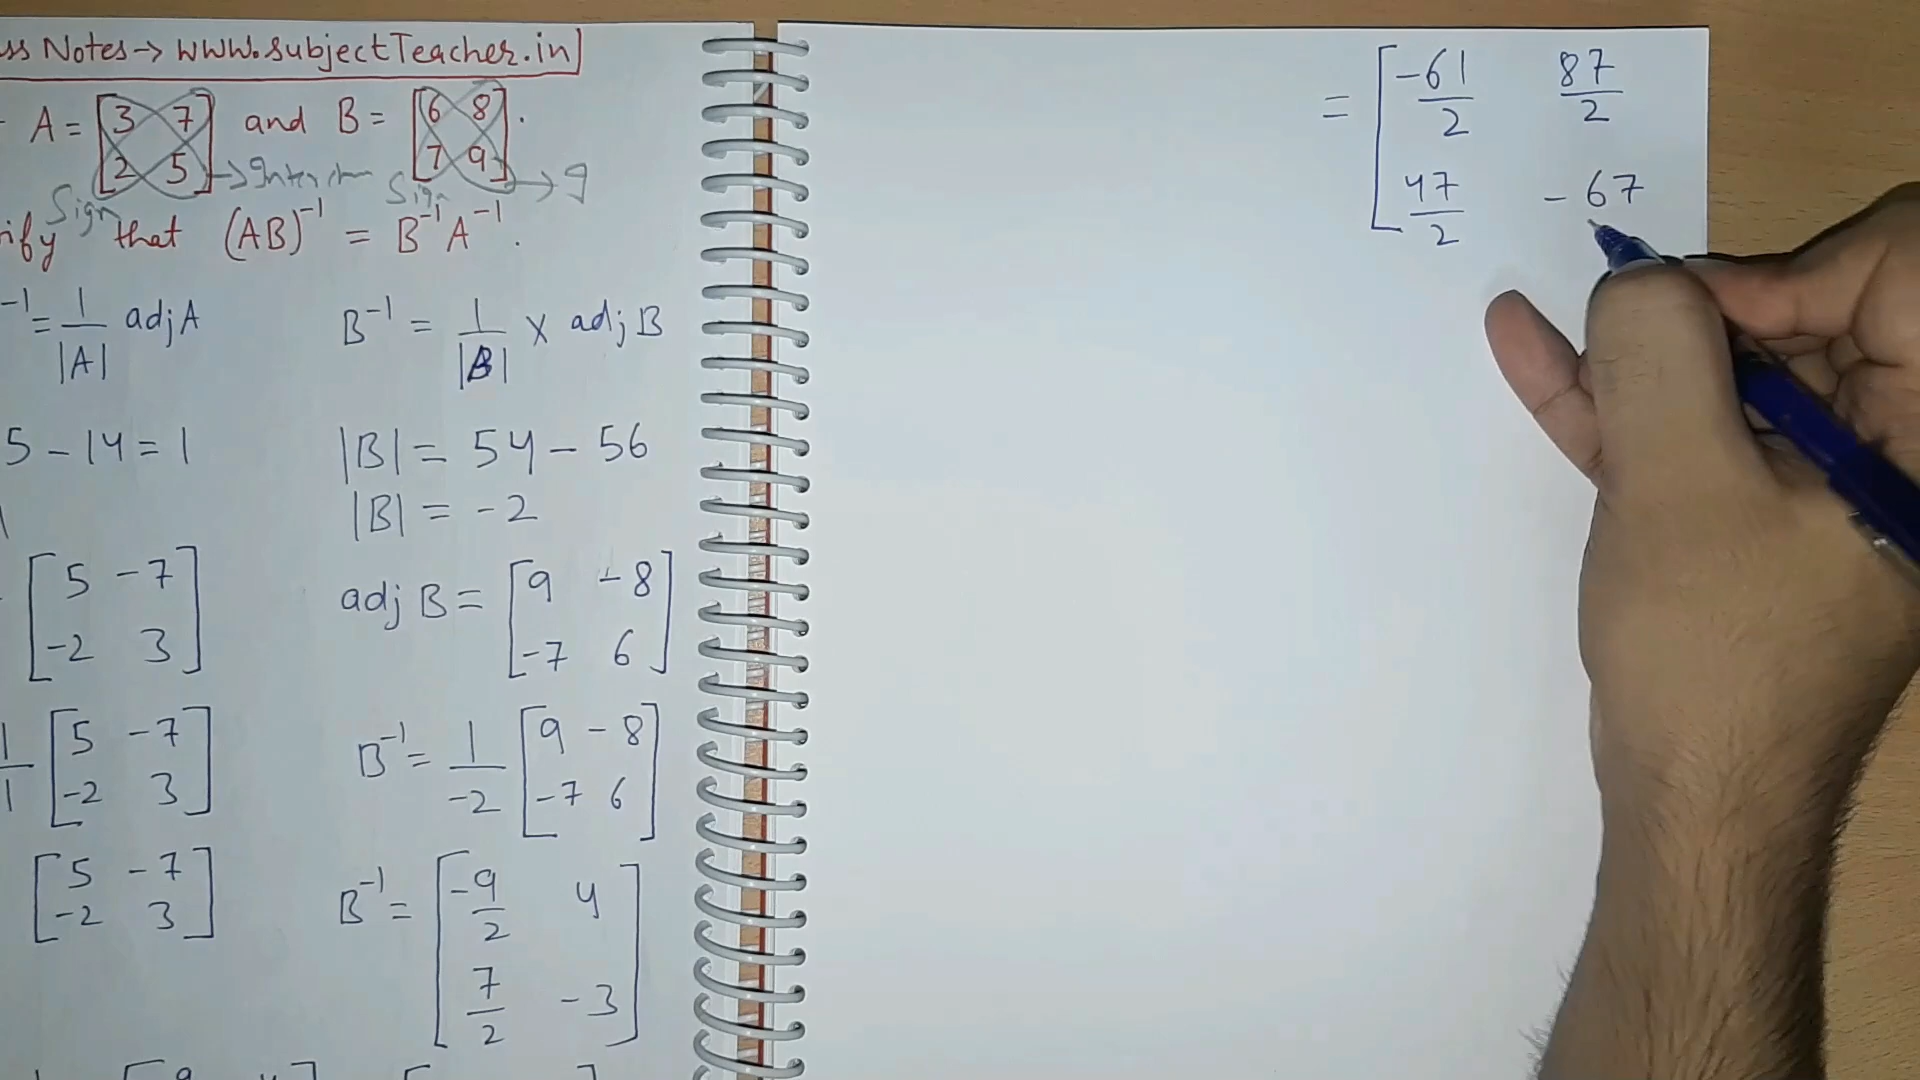 ss Notes → www.subjectTeacher.in
A = [3 7] and B = [6 8].
[2 5] → Interchan [7 9] → I
Sign Sign
ify that (AB)⁻¹ = B⁻¹A⁻¹.
⁻¹ = 1/|A| adj A
5 - 14 = 1
[5 -7]
[-2 3]
1/1 [5 -7]
[-2 3]
[5 -7]
[-2 3]
B⁻¹ = 1/|B| × adj B
|B| = 54 - 56
|B| = -2
adj B = [9 -8]
[-7 6]
B⁻¹ = 1/-2 [9 -8]
[-7 6]
B⁻¹ = [-9/2 4]
[7/2 -3]
= [-61/2 87/2
47/2 -67